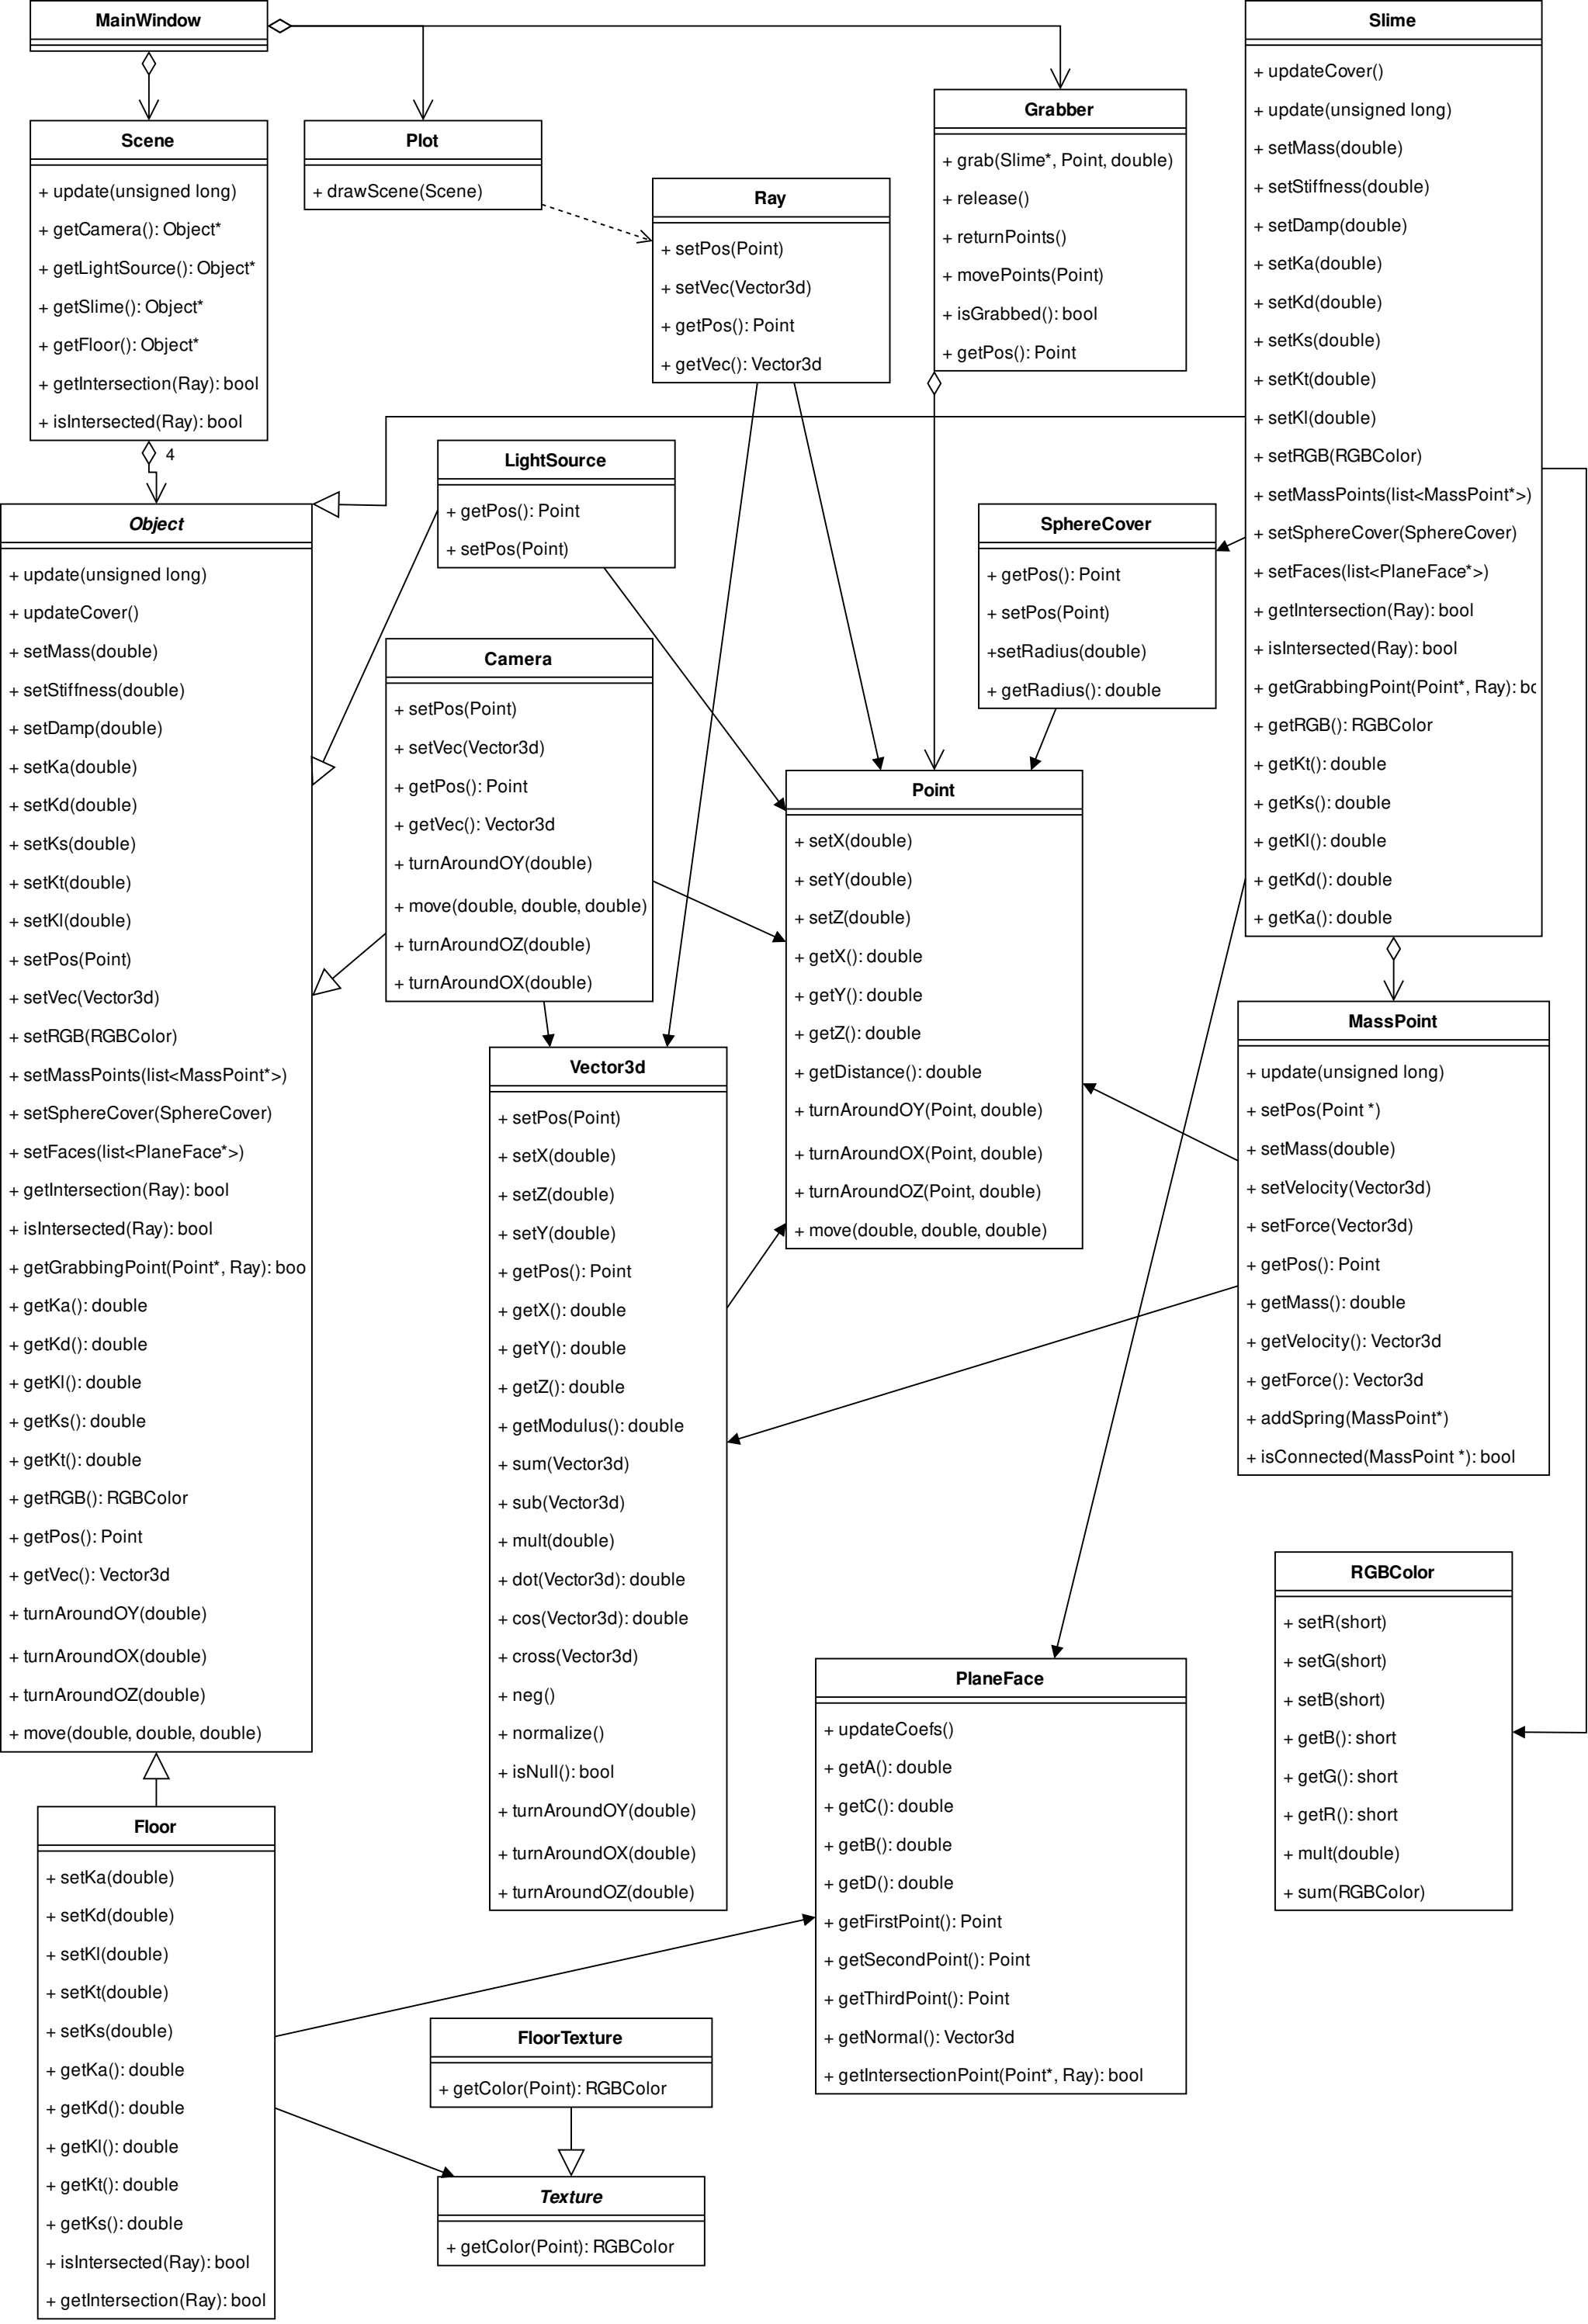 MainWindow
Scene
+ update(unsigned long)
+ getCamera(): Object*
+ getLightSource(): Object*
+ getSlime(): Object*
+ getFloor(): Object*
+ getIntersection(Ray): bool
+ isIntersected(Ray): bool
4
Plot
+ drawScene(Scene)
Ray
+ setPos(Point)
+ setVec(Vector3d)
+ getPos(): Point
+ getVec(): Vector3d
Grabber
+ grab(Slime*, Point, double)
+ release()
+ returnPoints()
+ movePoints(Point)
+ isGrabbed(): bool
+ getPos(): Point
Slime
+ updateCover()
+ update(unsigned long)
+ setMass(double)
+ setStiffness(double)
+ setDamp(double)
+ setKa(double)
+ setKd(double)
+ setKs(double)
+ setKt(double)
+ setKl(double)
+ setRGB(RGBColor)
+ setMassPoints(list<MassPoint*>)
+ setSphereCover(SphereCover)
+ setFaces(list<PlaneFace*>)
+ getIntersection(Ray): bool
+ isIntersected(Ray): bool
+ getGrabbingPoint(Point*, Ray): bo
+ getRGB(): RGBColor
+ getKt(): double
+ getKs(): double
+ getKl(): double
+ getKd(): double
+ getKa(): double
Object
+ update(unsigned long)
+ updateCover()
+ setMass(double)
+ setStiffness(double)
+ setDamp(double)
+ setKa(double)
+ setKd(double)
+ setKs(double)
+ setKt(double)
+ setKl(double)
+ setPos(Point)
+ setVec(Vector3d)
+ setRGB(RGBColor)
+ setMassPoints(list<MassPoint*>)
+ setSphereCover(SphereCover)
+ setFaces(list<PlaneFace*>)
+ getIntersection(Ray): bool
+ isIntersected(Ray): bool
+ getGrabbingPoint(Point*, Ray): boo
+ getKa(): double
+ getKd(): double
+ getKl(): double
+ getKs(): double
+ getKt(): double
+ getRGB(): RGBColor
+ getPos(): Point
+ getVec(): Vector3d
+ turnAroundOY(double)
+ turnAroundOX(double)
+ turnAroundOZ(double)
+ move(double, double, double)
LightSource
+ getPos(): Point
+ setPos(Point)
Camera
+ setPos(Point)
+ setVec(Vector3d)
+ getPos(): Point
+ getVec(): Vector3d
+ turnAroundOY(double)
+ move(double, double, double)
+ turnAroundOZ(double)
+ turnAroundOX(double)
SphereCover
+ getPos(): Point
+ setPos(Point)
+setRadius(double)
+ getRadius(): double
Point
+ setX(double)
+ setY(double)
+ setZ(double)
+ getX(): double
+ getY(): double
+ getZ(): double
+ getDistance(): double
+ turnAroundOY(Point, double)
+ turnAroundOX(Point, double)
+ turnAroundOZ(Point, double)
+ move(double, double, double)
Vector3d
+ setPos(Point)
+ setX(double)
+ setZ(double)
+ setY(double)
+ getPos(): Point
+ getX(): double
+ getY(): double
+ getZ(): double
+ getModulus(): double
+ sum(Vector3d)
+ sub(Vector3d)
+ mult(double)
+ dot(Vector3d): double
+ cos(Vector3d): double
+ cross(Vector3d)
+ neg()
+ normalize()
+ isNull(): bool
+ turnAroundOY(double)
+ turnAroundOX(double)
+ turnAroundOZ(double)
MassPoint
+ update(unsigned long)
+ setPos(Point *)
+ setMass(double)
+ setVelocity(Vector3d)
+ setForce(Vector3d)
+ getPos(): Point
+ getMass(): double
+ getVelocity(): Vector3d
+ getForce(): Vector3d
+ addSpring(MassPoint*)
+ isConnected(MassPoint *): bool
RGBColor
+ setR(short)
+ setG(short)
+ setB(short)
+ getB(): short
+ getG(): short
+ getR(): short
+ mult(double)
+ sum(RGBColor)
PlaneFace
+ updateCoefs()
+ getA(): double
+ getC(): double
+ getB(): double
+ getD(): double
+ getFirstPoint(): Point
+ getSecondPoint(): Point
+ getThirdPoint(): Point
+ getNormal(): Vector3d
+ getIntersectionPoint(Point*, Ray): bool
Floor
+ setKa(double)
+ setKd(double)
+ setKl(double)
+ setKt(double)
+ setKs(double)
+ getKa(): double
+ getKd(): double
+ getKl(): double
+ getKt(): double
+ getKs(): double
+ isIntersected(Ray): bool
+ getIntersection(Ray): bool
FloorTexture
+ getColor(Point): RGBColor
Texture
+ getColor(Point): RGBColor